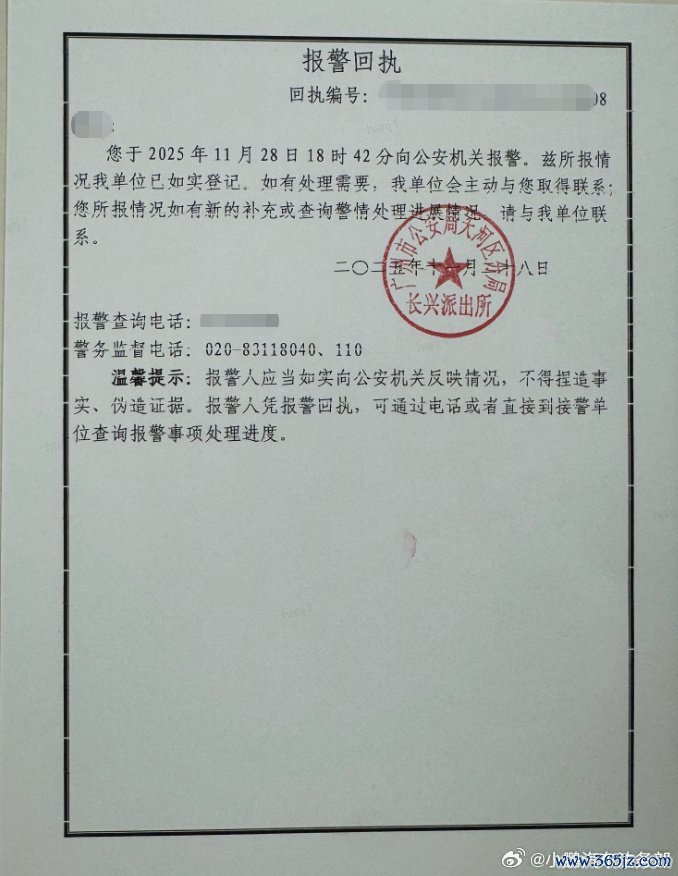 报警回执
回执编号：08
：
您于 2025 年 11 月 28 日 18 时 42 分向公安机关报警。兹所报情
况我单位已如实登记。如有处理需要，我单位会主动与您取得联系；
您所报情况如有新的补充或查询警情处理进展情况，请与我单位联
系。
二〇二五年十一月二十八日
广州市公安局天河区分局
长兴派出所
报警查询电话：
警务监督电话：020-83118040、110
温馨提示：报警人应当如实向公安机关反映情况，不得捏造事
实、伪造证据。报警人凭报警回执，可通过电话或者直接到接警单
位查询报警事项处理进度。
@小鹏汽车法务部
www.365jz.com